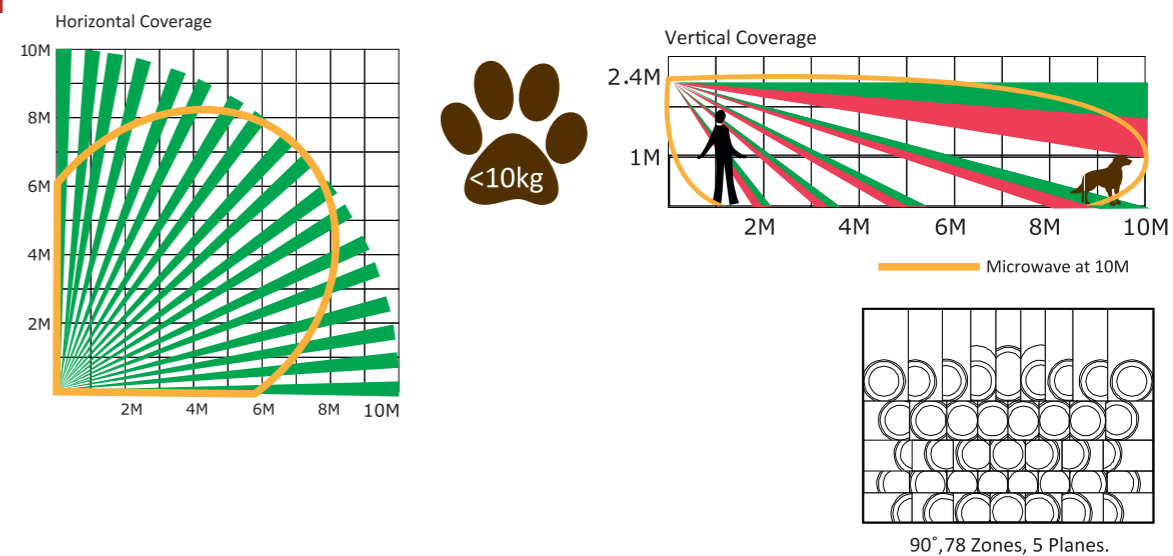 Horizontal Coverage
10M
8M
6M
4M
2M
2M 4M 6M 8M 10M
<10kg
Vertical Coverage
2.4M
1M
2M 4M 6M 8M 10M
Microwave at 10M
90˚,78 Zones, 5 Planes.